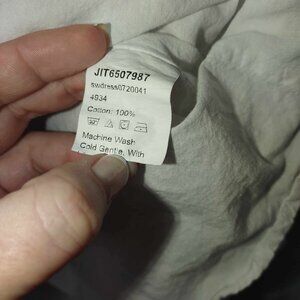 JIT6507987
swdress0720041
4934
Cotton: 100%
Machine Wash
Cold Gentle, With